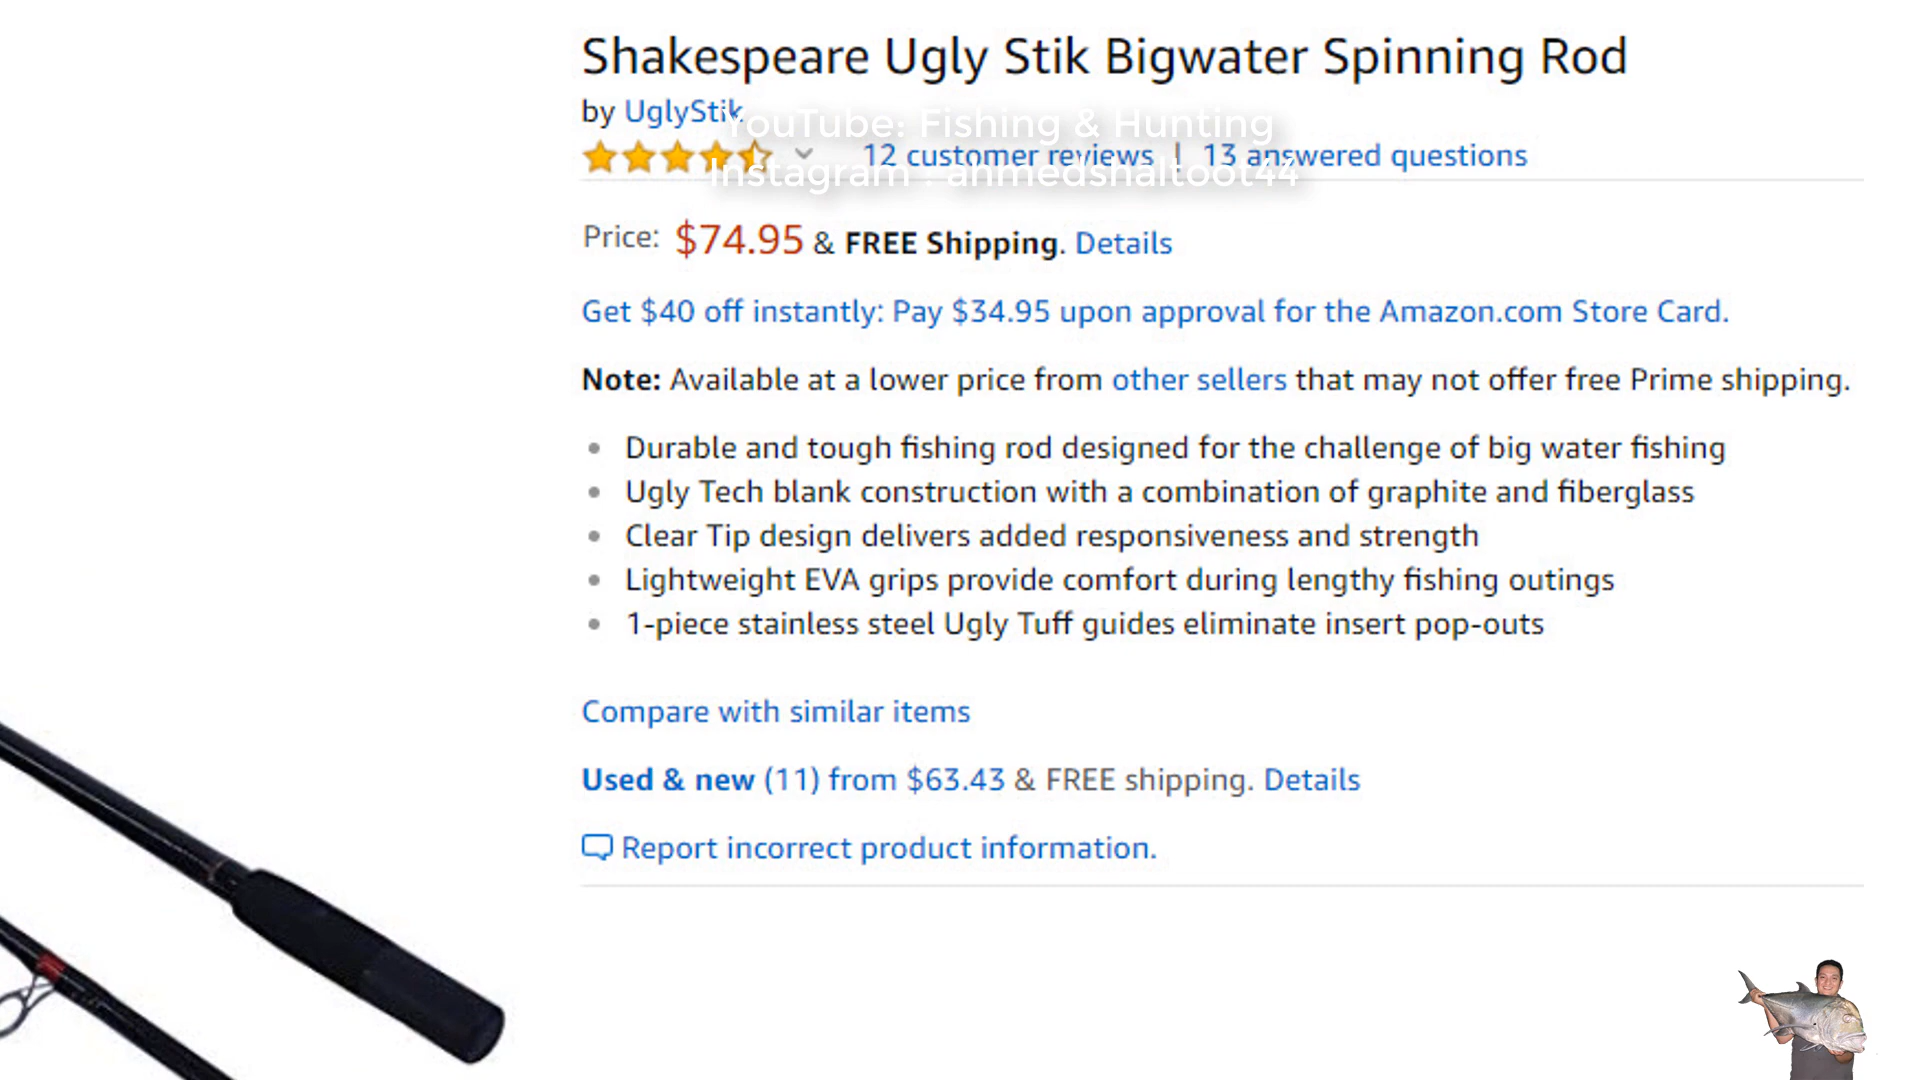 Shakespeare Ugly Stik Bigwater Spinning Rod
by UglyStik
YouTube: Fishing & Hunting
12 customer reviews | 13 answered questions
Instagram : ahmedshaltoot44
Price: $74.95 & FREE Shipping. Details
Get $40 off instantly: Pay $34.95 upon approval for the Amazon.com Store Card.
Note: Available at a lower price from other sellers that may not offer free Prime shipping.
Durable and tough fishing rod designed for the challenge of big water fishing
Ugly Tech blank construction with a combination of graphite and fiberglass
Clear Tip design delivers added responsiveness and strength
Lightweight EVA grips provide comfort during lengthy fishing outings
1-piece stainless steel Ugly Tuff guides eliminate insert pop-outs
Compare with similar items
Used & new (11) from $63.43 & FREE shipping. Details
Report incorrect product information.